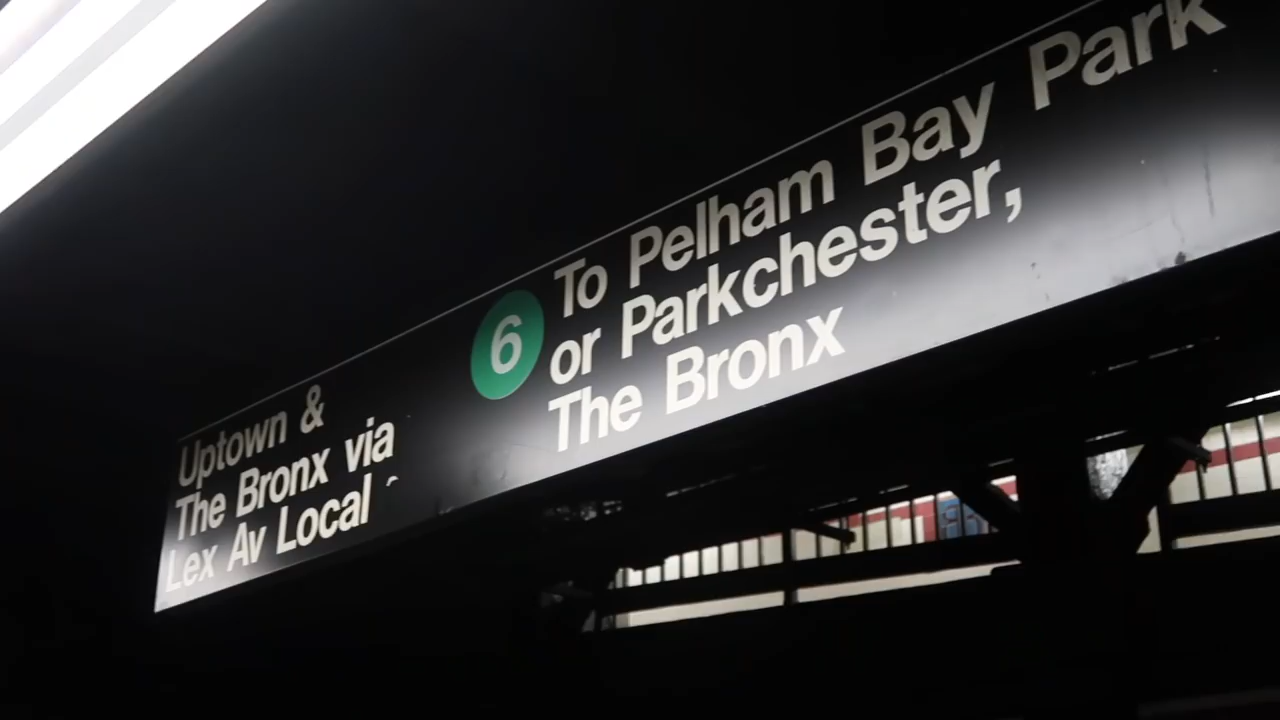 Uptown &
The Bronx via
Lex Av Local
6
To Pelham Bay Park
or Parkchester,
The Bronx